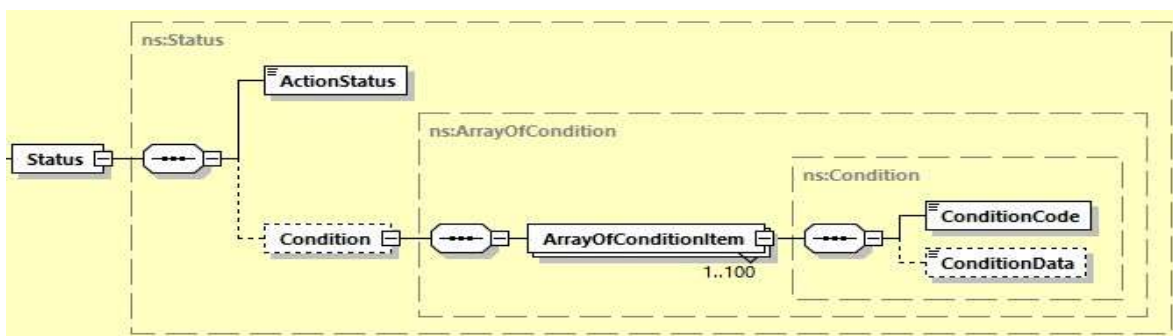 ns:Status
ActionStatus
ns:ArrayOfCondition
Status
ns:Condition
ConditionCode
Condition
ArrayOfConditionItem
ConditionData
1..100